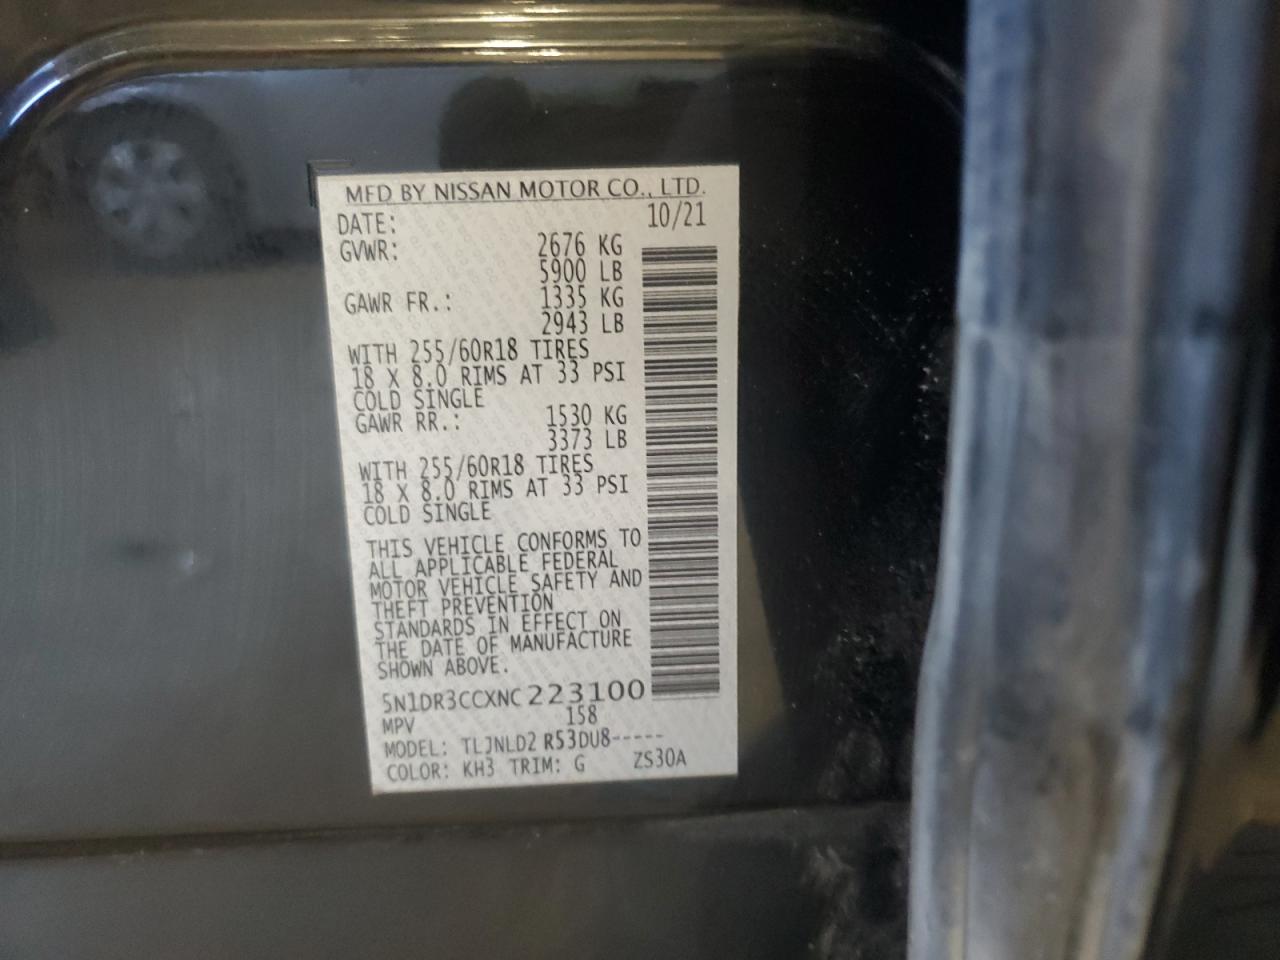 MFD BY NISSAN MOTOR CO., LTD.
DATE: 10/21
GVWR: 2676 KG
5900 LB
GAWR FR.: 1335 KG
2943 LB
WITH 255/60R18 TIRES
18 X 8.0 RIMS AT 33 PSI
COLD SINGLE
GAWR RR.: 1530 KG
3373 LB
WITH 255/60R18 TIRES
18 X 8.0 RIMS AT 33 PSI
COLD SINGLE
THIS VEHICLE CONFORMS TO
ALL APPLICABLE FEDERAL
MOTOR VEHICLE SAFETY AND
THEFT PREVENTION
STANDARDS IN EFFECT ON
THE DATE OF MANUFACTURE
SHOWN ABOVE.
5N1DR3CCXNC223100
MPV 158
MODEL: TLJNLD2 R53DU8-----
COLOR: KH3 TRIM: G ZS30A